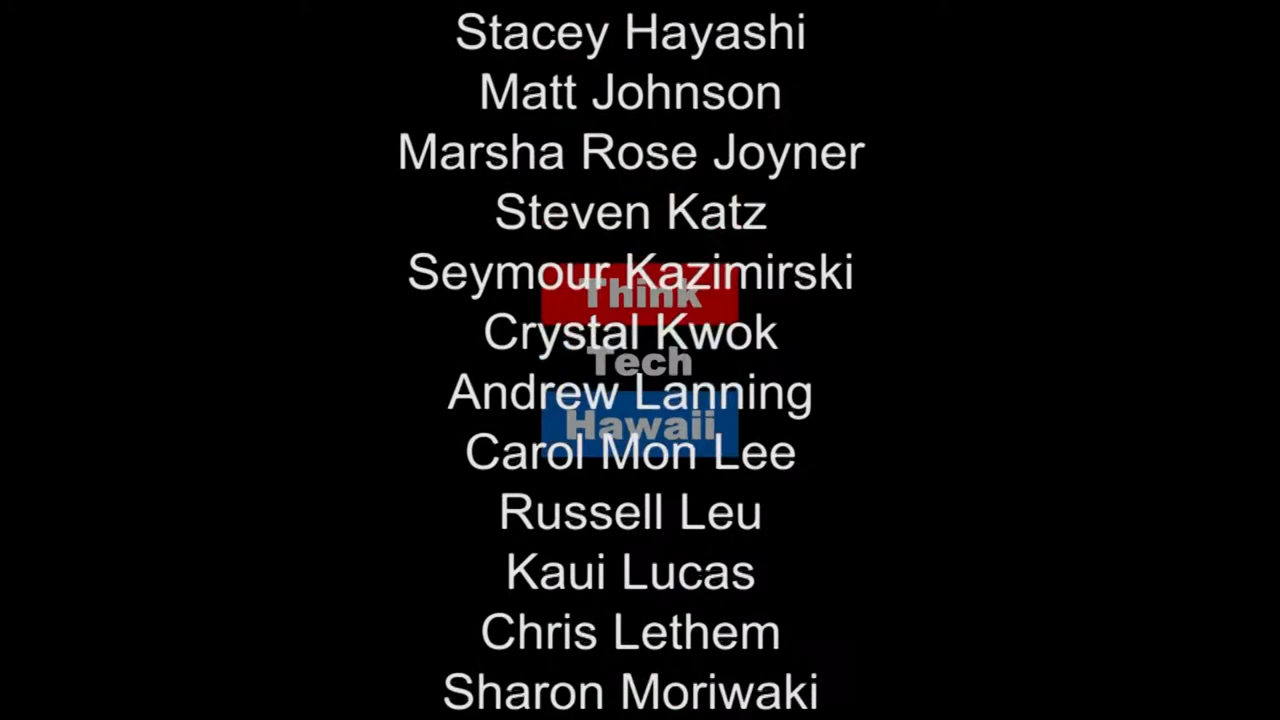 Stacey Hayashi
Matt Johnson
Marsha Rose Joyner
Steven Katz
Seymour Kazimirski
Think
Crystal Kwok
Tech
Andrew Lanning
Hawaii
Carol Mon Lee
Russell Leu
Kaui Lucas
Chris Lethem
Sharon Moriwaki